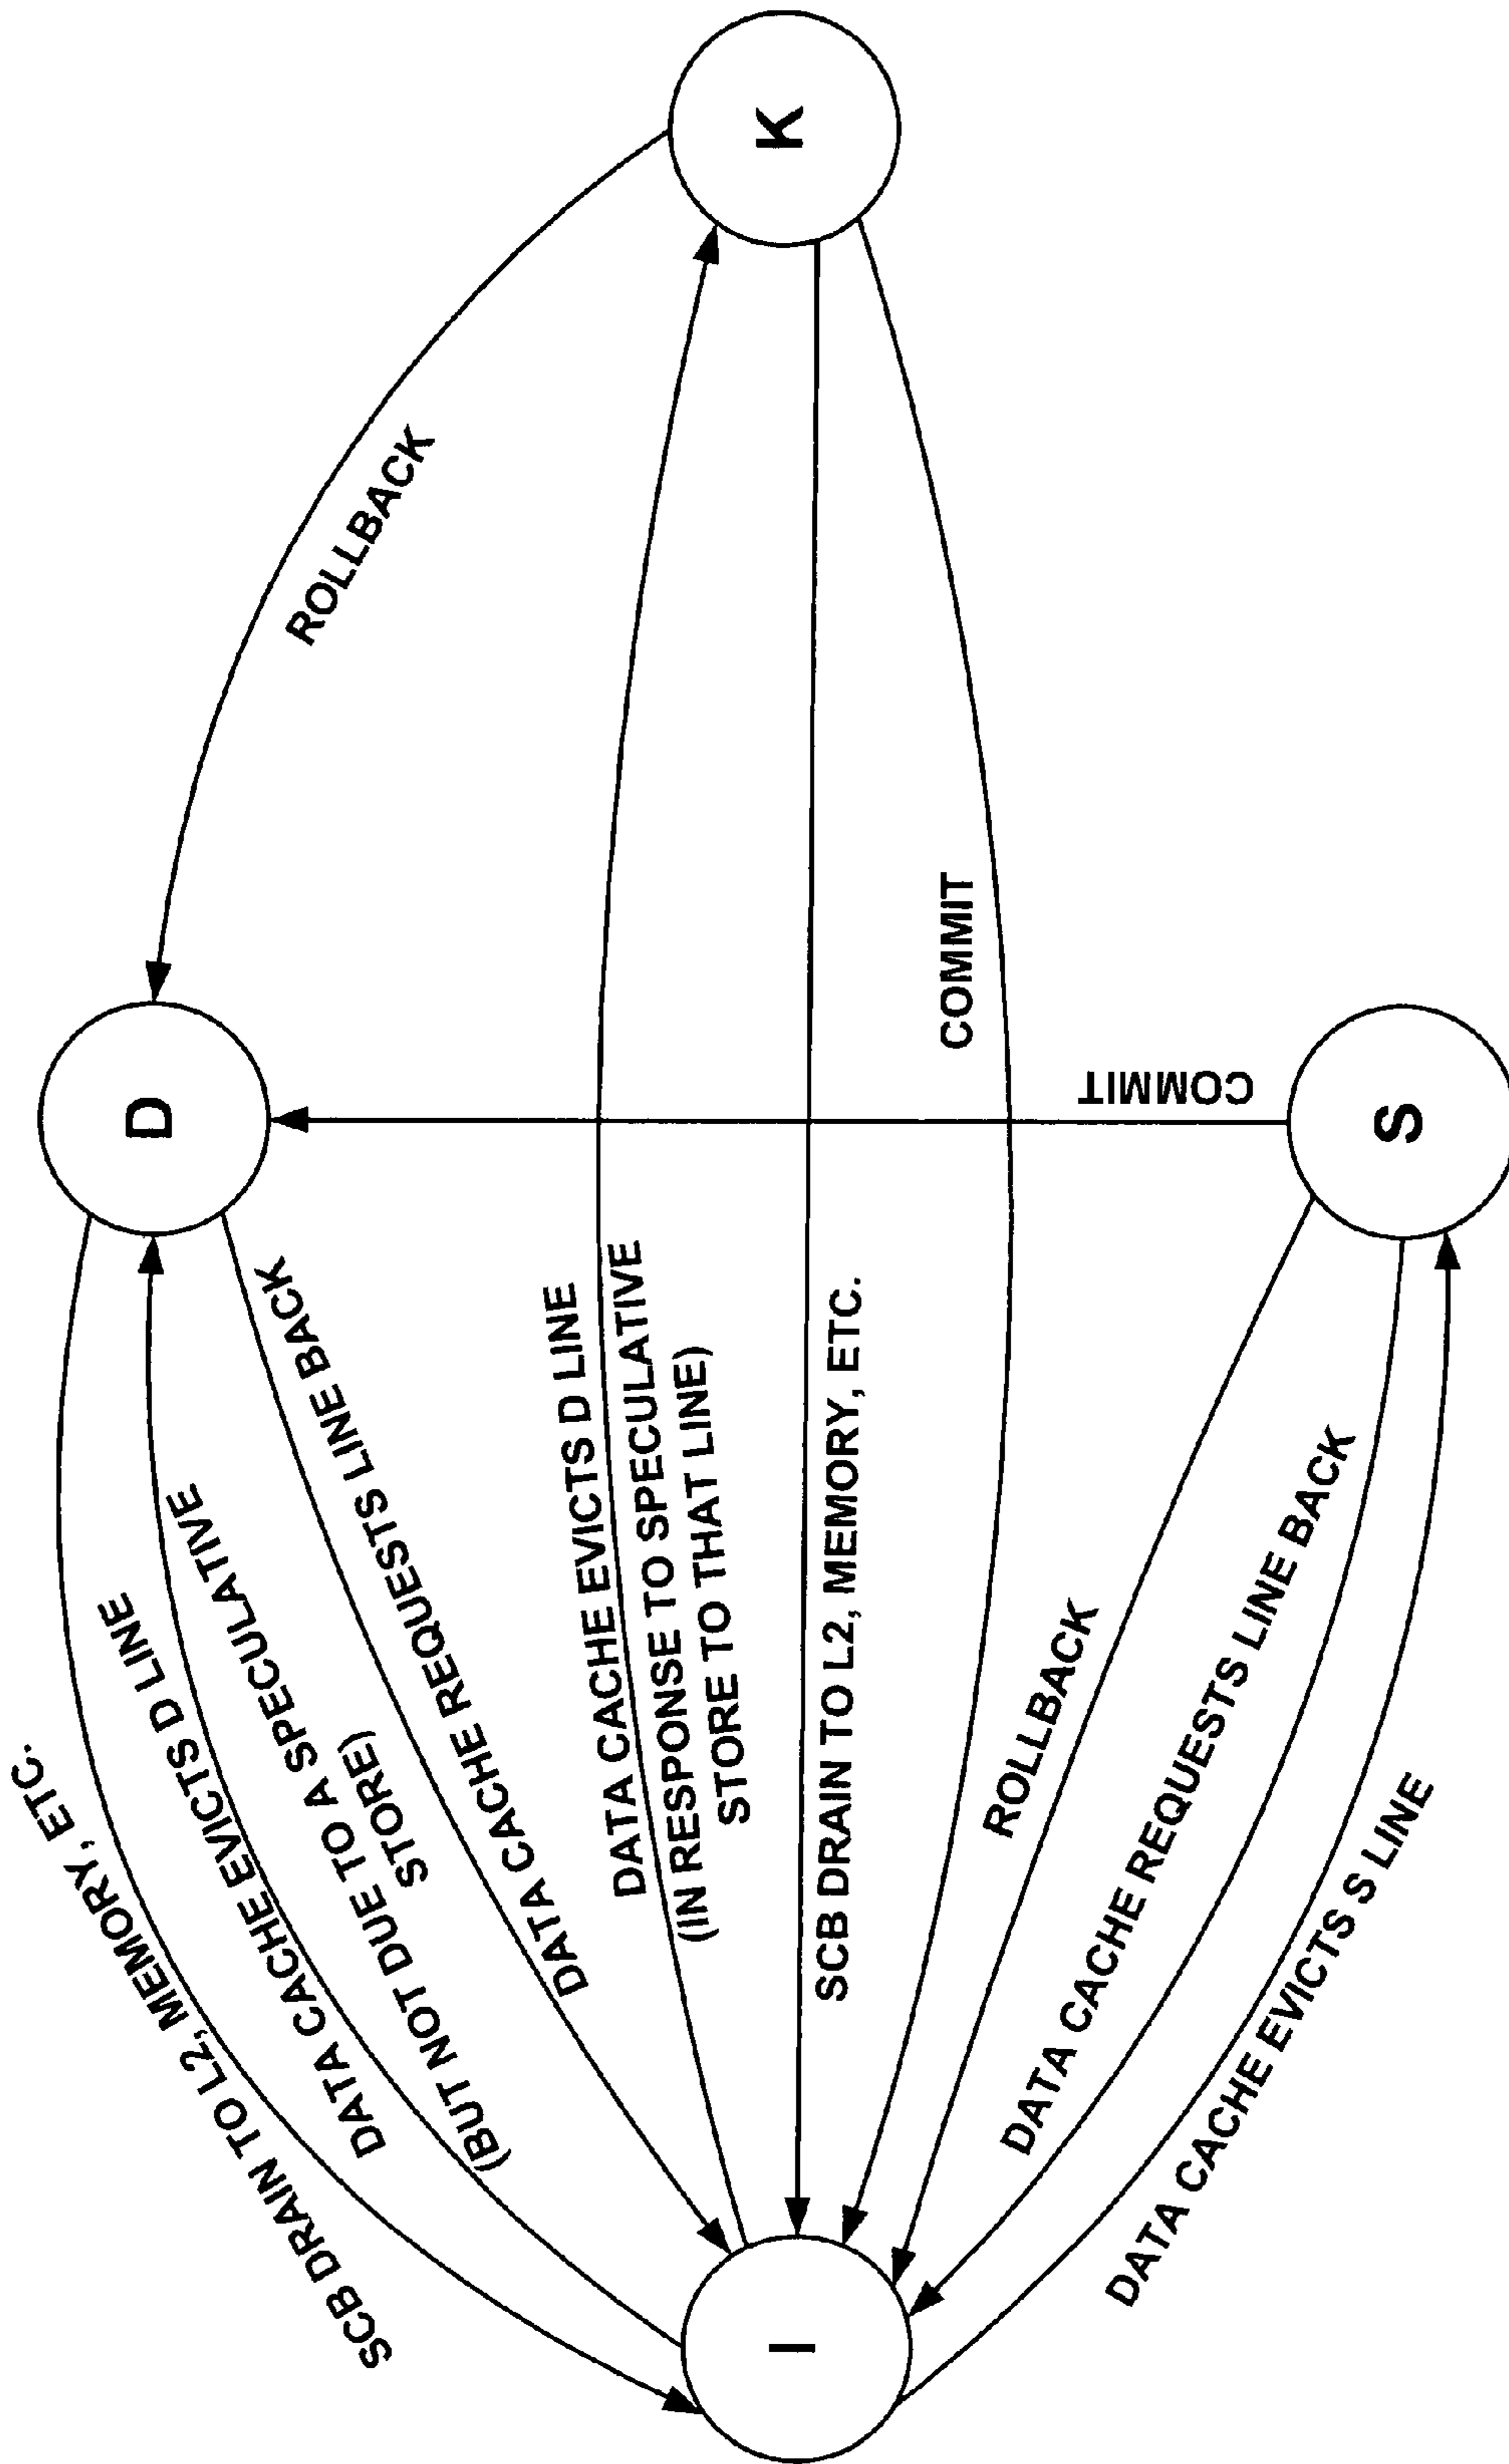 SCB DRAIN TO L2, MEMORY, ETC.
DATA CACHE EVICTS D LINE
(BUT NOT DUE TO A SPECULATIVE
STORE)
DATA CACHE REQUESTS LINE BACK
D
ROLLBACK
DATA CACHE EVICTS D LINE
(IN RESPONSE TO SPECULATIVE
STORE TO THAT LINE)
I
K
SCB DRAIN TO L2, MEMORY, ETC.
COMMIT
COMMIT
ROLLBACK
DATA CACHE REQUESTS LINE BACK
DATA CACHE EVICTS S LINE
S